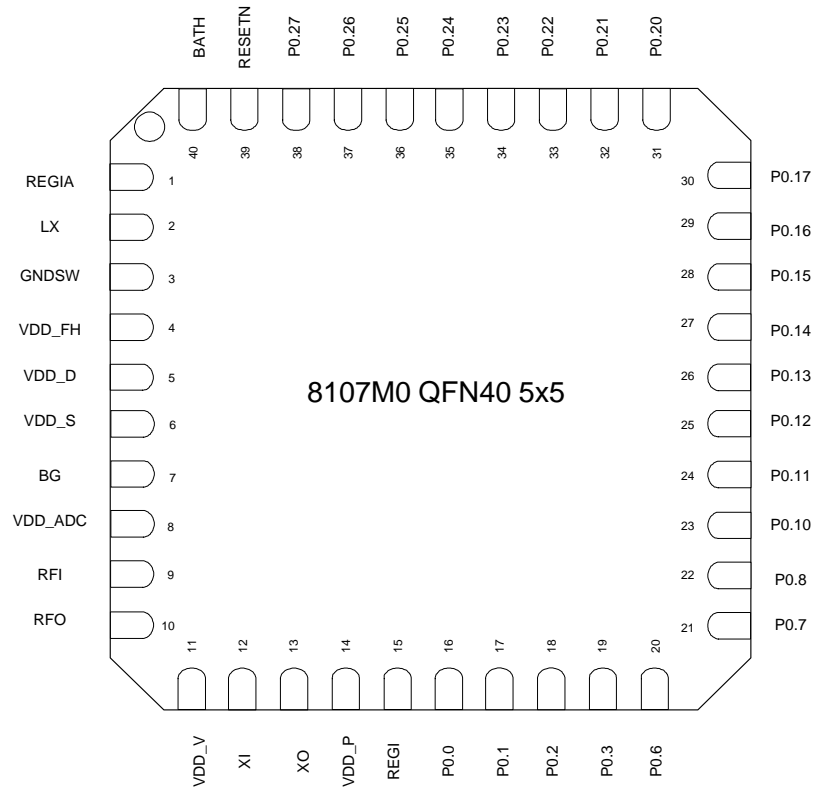 BATH RESETN P0.27 P0.26 P0.25 P0.24 P0.23 P0.22 P0.21 P0.20
40 39 38 37 36 35 34 33 32 31
REGIA 1 30 P0.17
LX 2 29 P0.16
GNDSW 3 28 P0.15
VDD_FH 4 27 P0.14
VDD_D 5 26 P0.13
8107M0 QFN40 5x5
VDD_S 6 25 P0.12
BG 7 24 P0.11
VDD_ADC 8 23 P0.10
RFI 9 22 P0.8
RFO 10 21 P0.7
11 12 13 14 15 16 17 18 19 20
VDD_V XI XO VDD_P REGI P0.0 P0.1 P0.2 P0.3 P0.6